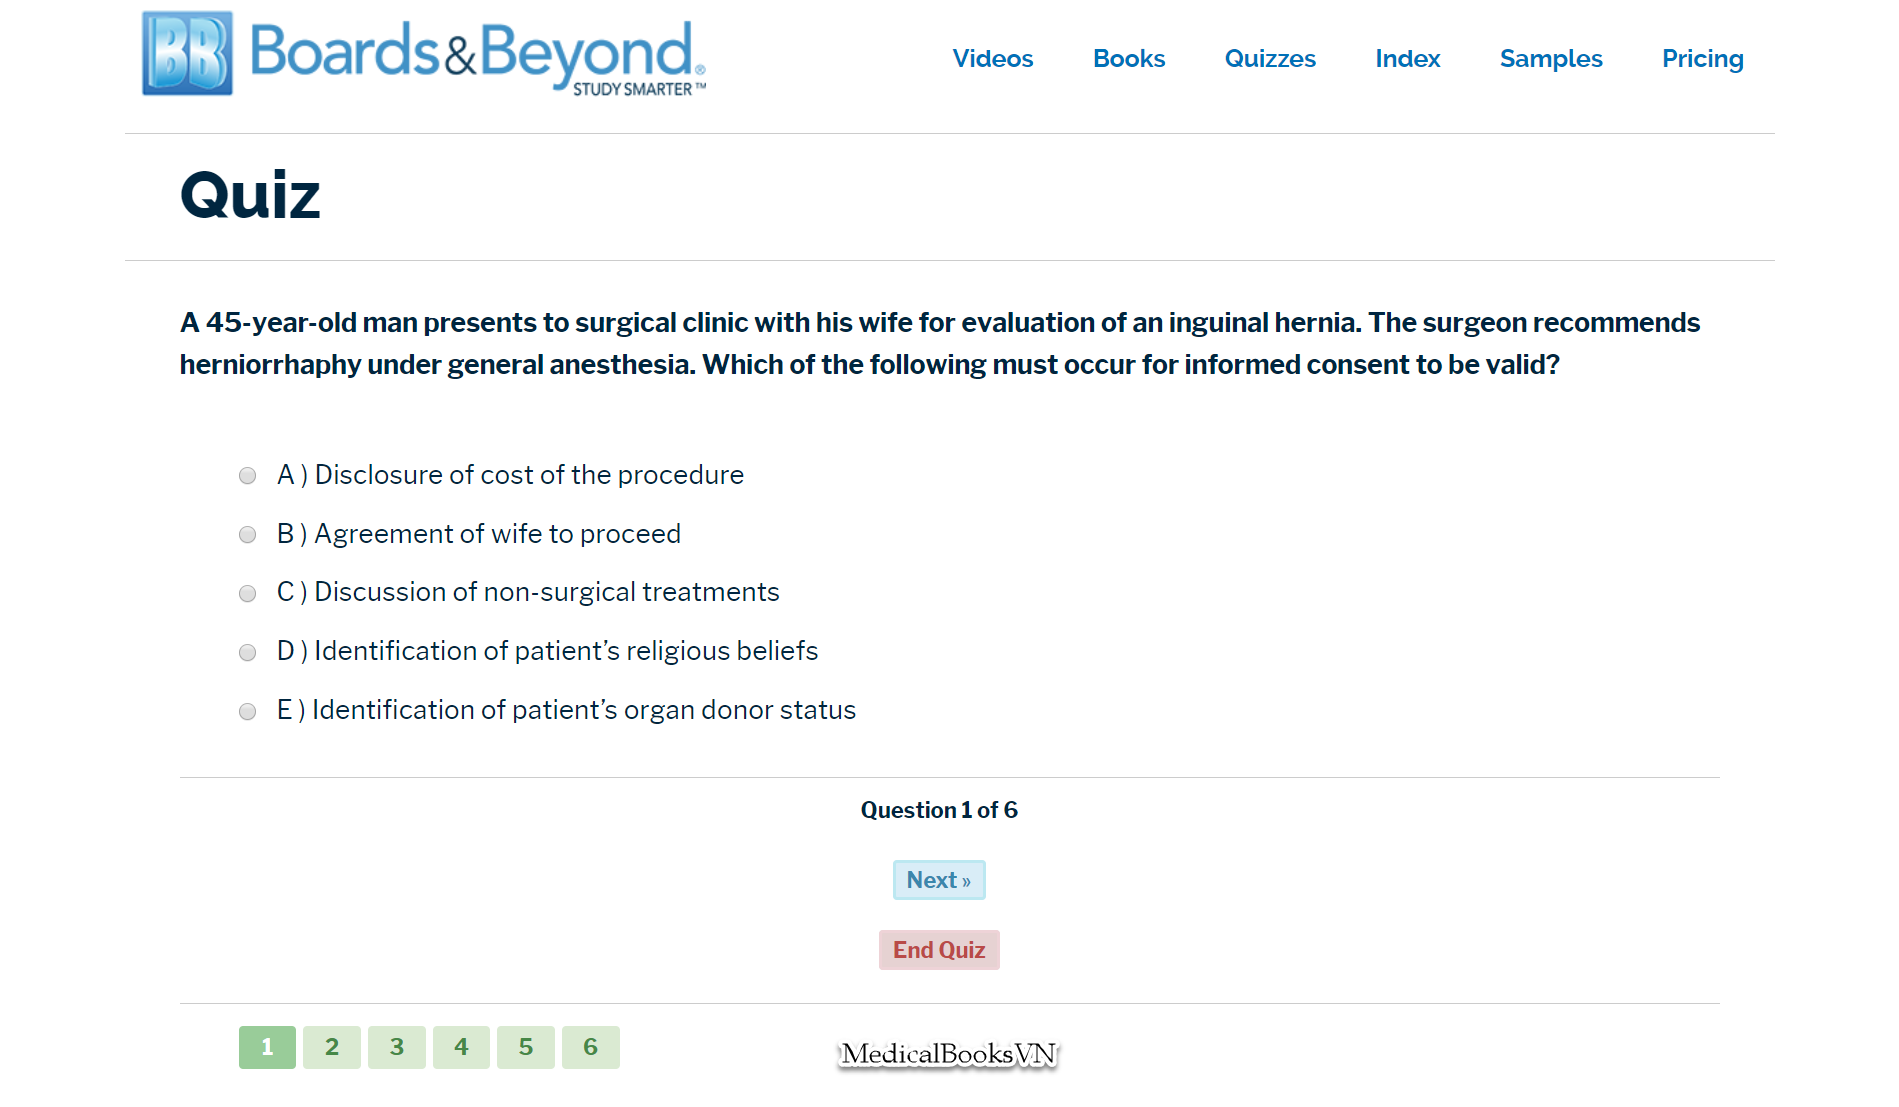 BB Boards&Beyond®
STUDY SMARTER™
Videos Books Quizzes Index Samples Pricing
Quiz
A 45-year-old man presents to surgical clinic with his wife for evaluation of an inguinal hernia. The surgeon recommends
herniorrhaphy under general anesthesia. Which of the following must occur for informed consent to be valid?
A ) Disclosure of cost of the procedure
B ) Agreement of wife to proceed
C ) Discussion of non-surgical treatments
D ) Identification of patient’s religious beliefs
E ) Identification of patient’s organ donor status
Question 1 of 6
Next »
End Quiz
1 2 3 4 5 6
MedicalBooksVN